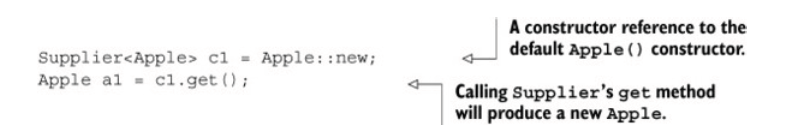 A constructor reference to the
default Apple() constructor.
Supplier<Apple> c1 = Apple::new;
Apple a1 = c1.get();
Calling Supplier's get method
will produce a new Apple.